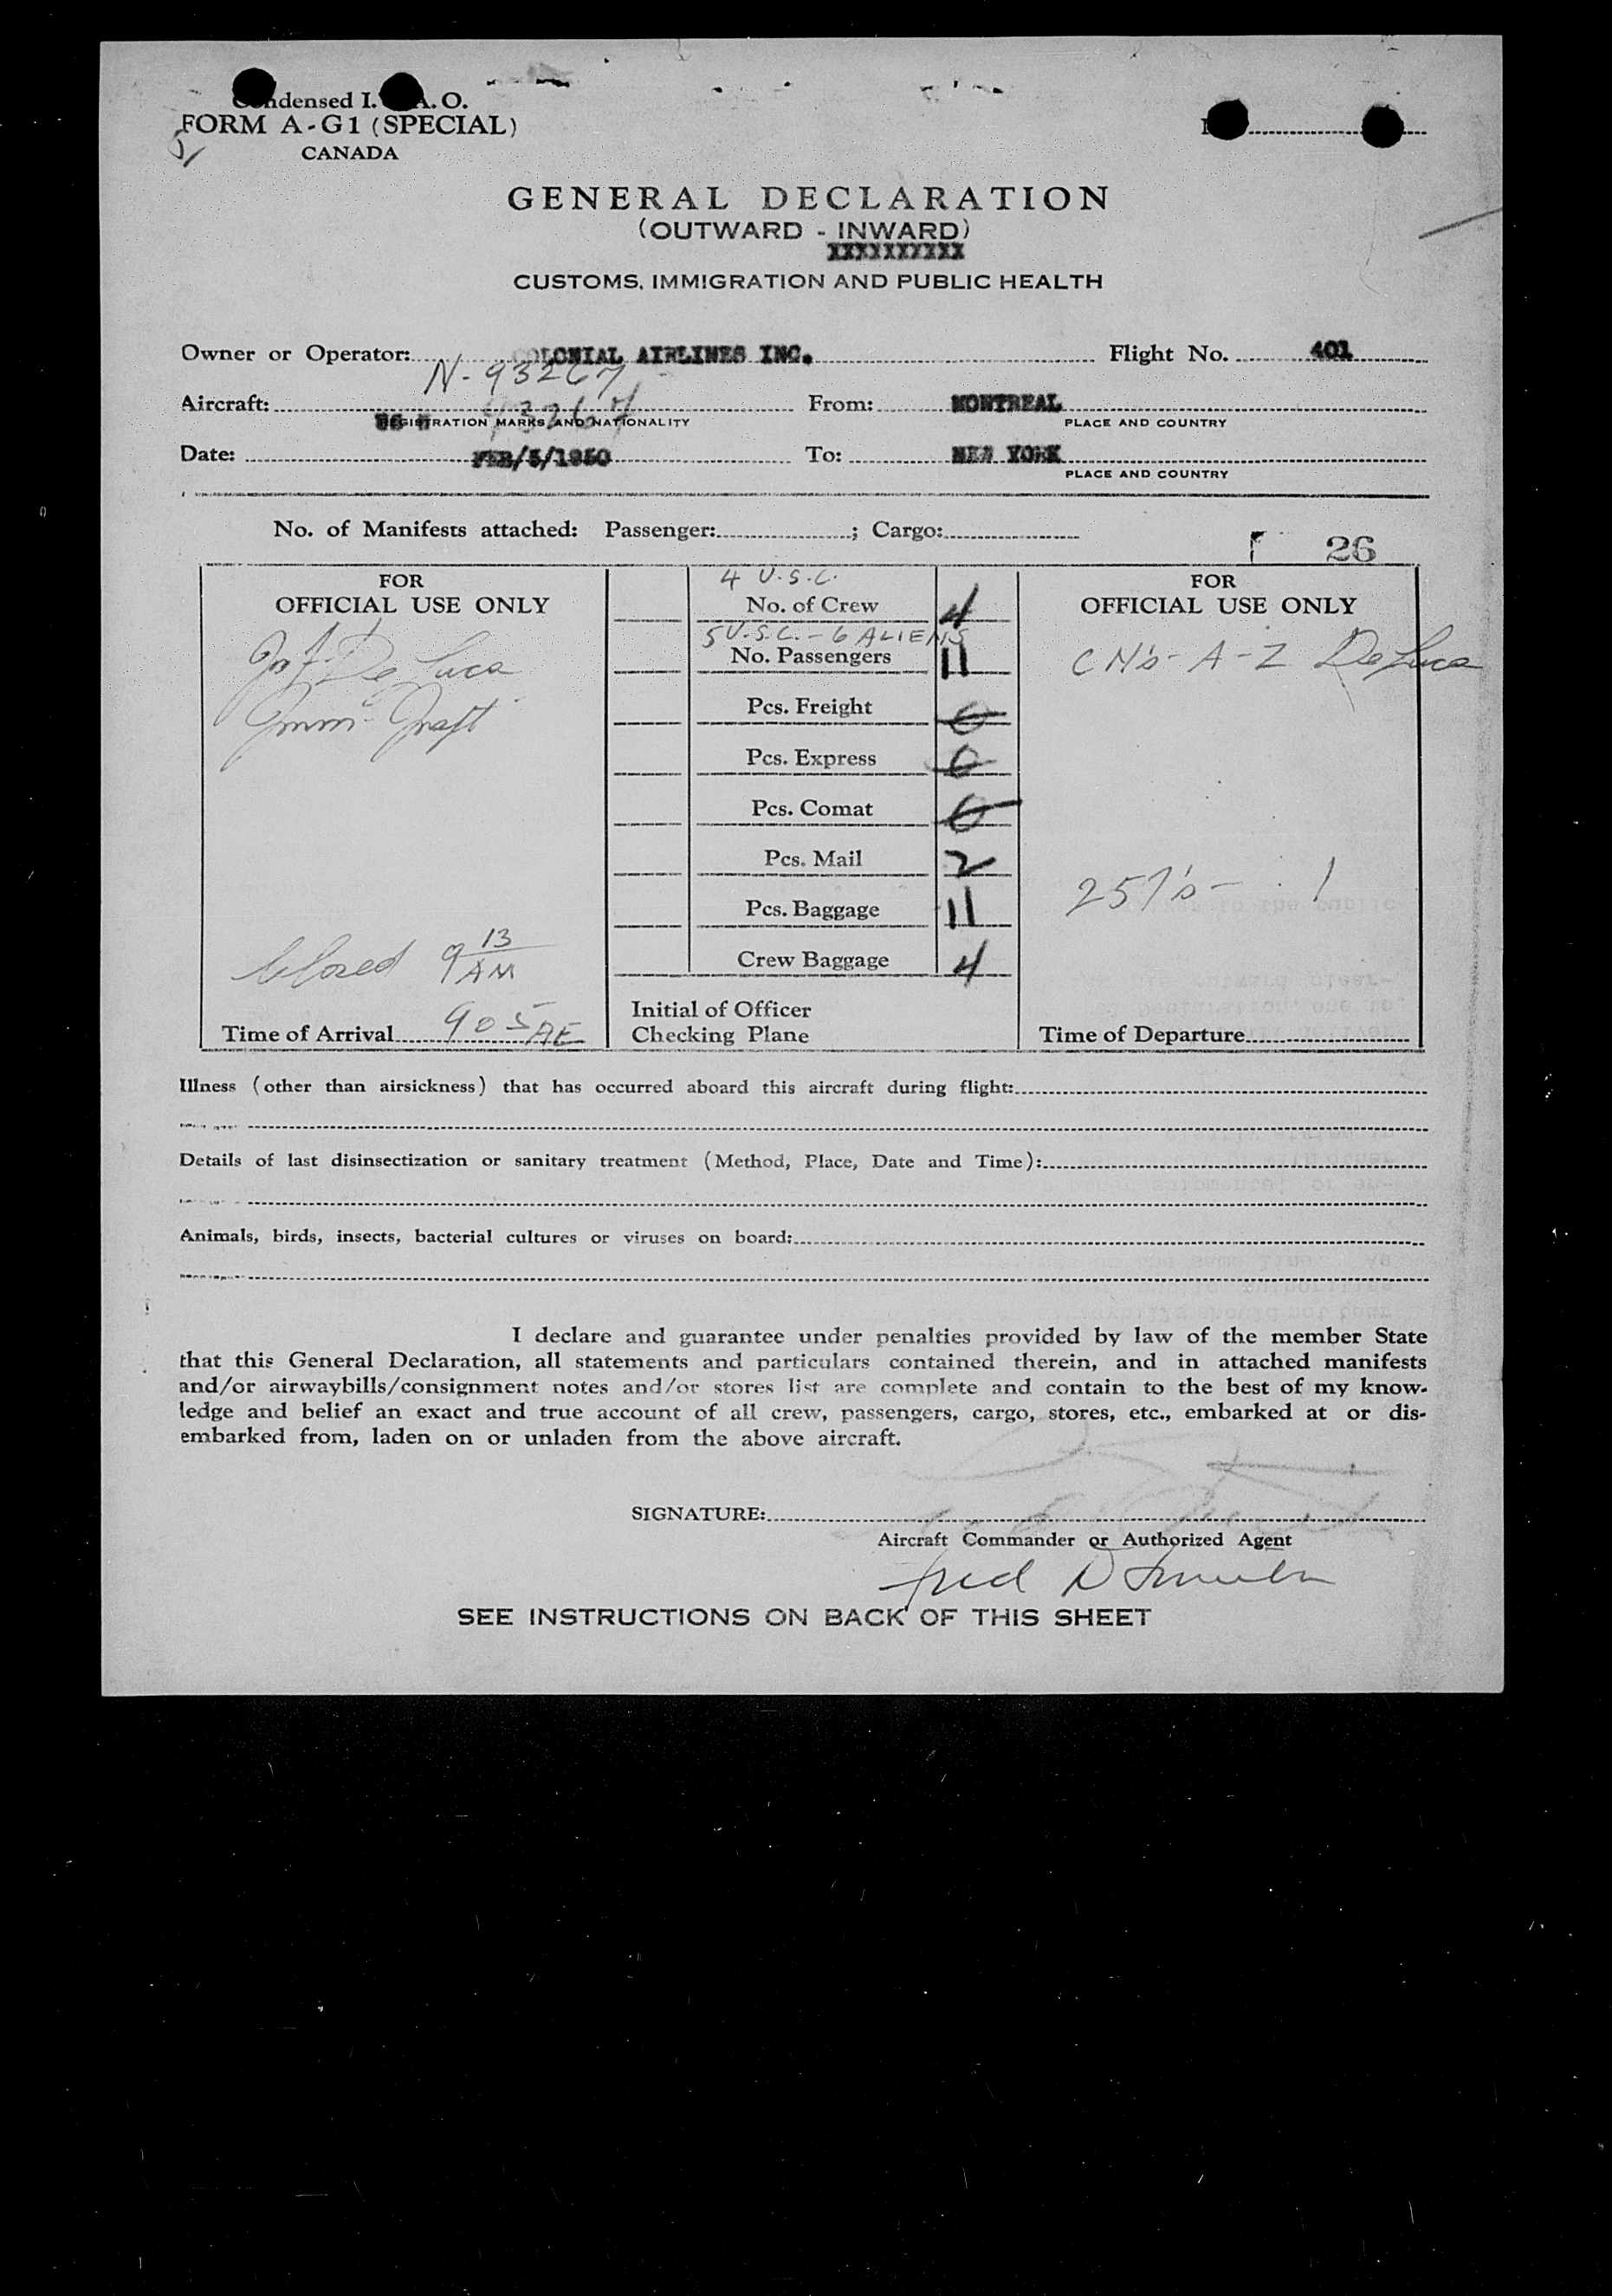 Condensed I. A. O.
FORM A-G1 (SPECIAL)
CANADA
GENERAL DECLARATION
(OUTWARD - INWARD)
XXXXXXXXXX
CUSTOMS, IMMIGRATION AND PUBLIC HEALTH
Owner or Operator: COLONIAL AIRLINES INC. Flight No. 401
N-93267
Aircraft: 93267 From: MONTREAL
REGISTRATION MARKS AND NATIONALITY PLACE AND COUNTRY
Date: FEB/5/1950 To: NEW YORK
PLACE AND COUNTRY
No. of Manifests attached: Passenger: ; Cargo:
26
FOR
OFFICIAL USE ONLY
De Luca
Closed 9 13 AM
Time of Arrival 905
4 U.S.C.
No. of Crew 4
5 U.S.C. - 6 ALIENS
No. Passengers 11
Pcs. Freight 0
Pcs. Express 0
Pcs. Comat 0
Pcs. Mail 2
Pcs. Baggage 11
Crew Baggage 4
Initial of Officer
Checking Plane
FOR
OFFICIAL USE ONLY
CN's - A-Z De Luca
257's - 1
Time of Departure
Illness (other than airsickness) that has occurred aboard this aircraft during flight:
Details of last disinsectization or sanitary treatment (Method, Place, Date and Time):
Animals, birds, insects, bacterial cultures or viruses on board:
I declare and guarantee under penalties provided by law of the member State
that this General Declaration, all statements and particulars contained therein, and in attached manifests
and/or airwaybills/consignment notes and/or stores list are complete and contain to the best of my know-
ledge and belief an exact and true account of all crew, passengers, cargo, stores, etc., embarked at or dis-
embarked from, laden on or unladen from the above aircraft.
SIGNATURE:
Aircraft Commander or Authorized Agent
Fred
SEE INSTRUCTIONS ON BACK OF THIS SHEET